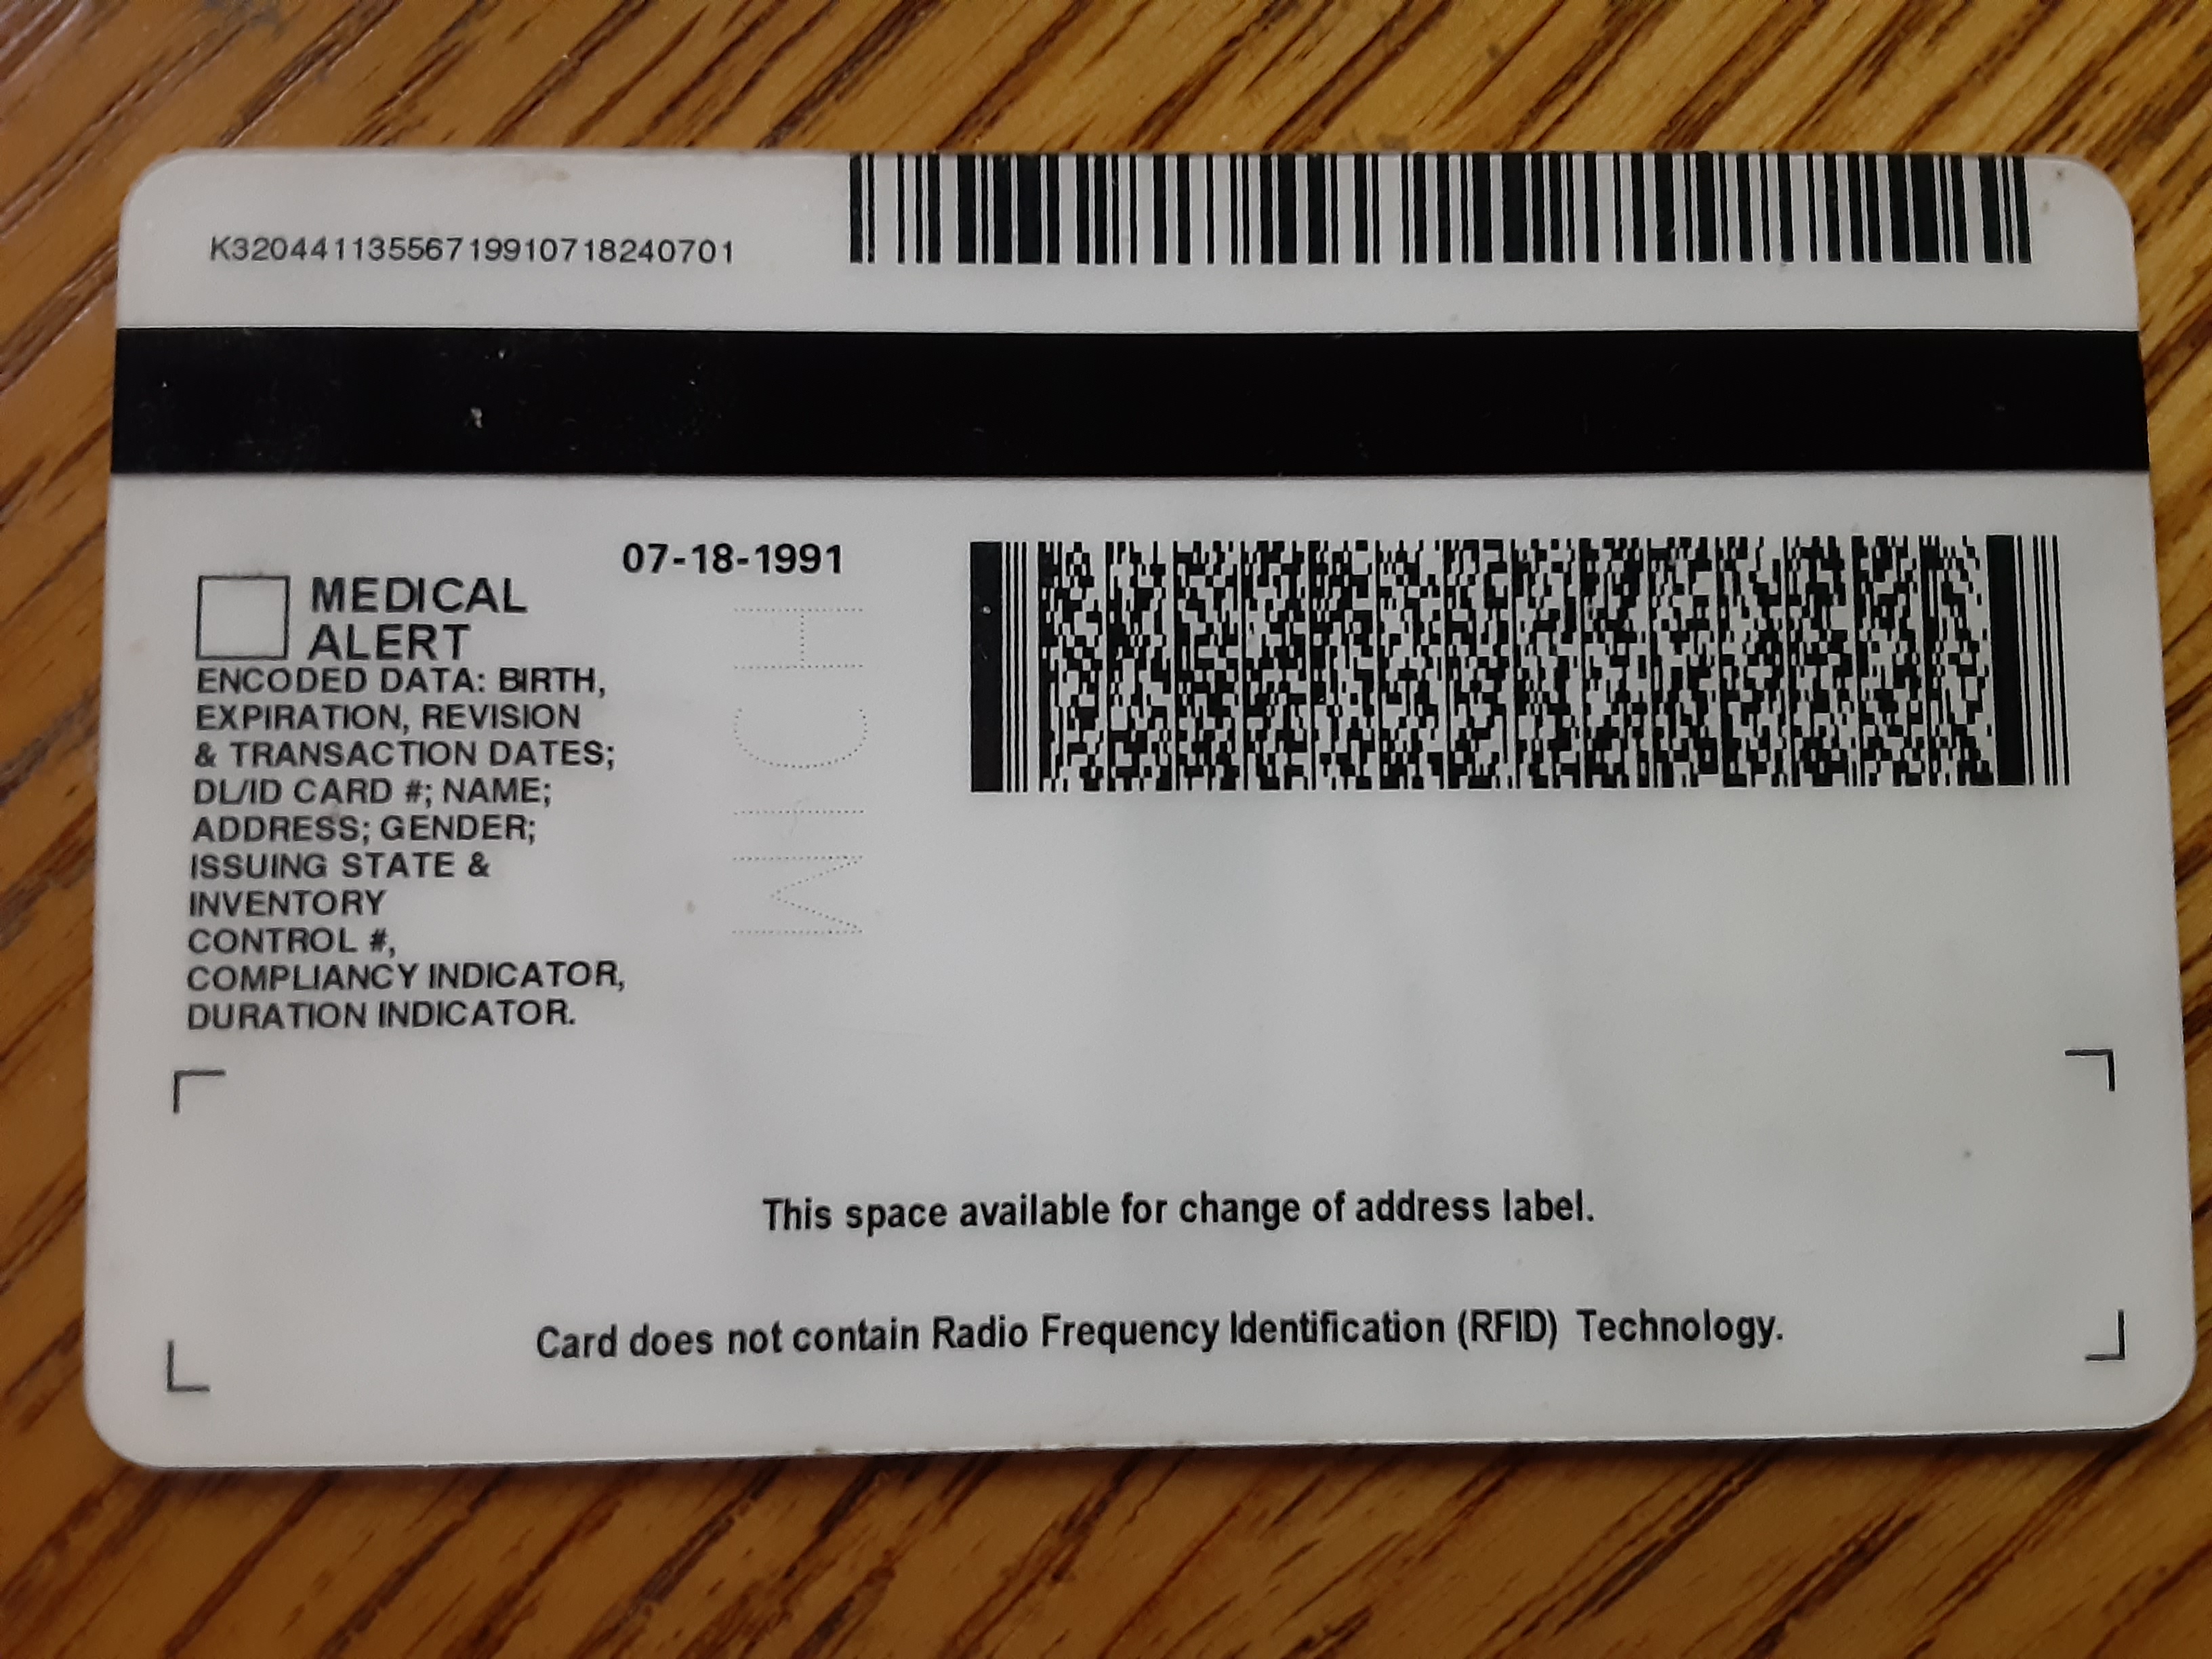 K32044113556719910718240701
07-18-1991
MEDICAL
ALERT
ENCODED DATA: BIRTH,
EXPIRATION, REVISION
& TRANSACTION DATES;
DL/ID CARD #; NAME;
ADDRESS; GENDER;
ISSUING STATE &
INVENTORY
CONTROL #,
COMPLIANCY INDICATOR,
DURATION INDICATOR.
MICH
This space available for change of address label.
Card does not contain Radio Frequency Identification (RFID) Technology.